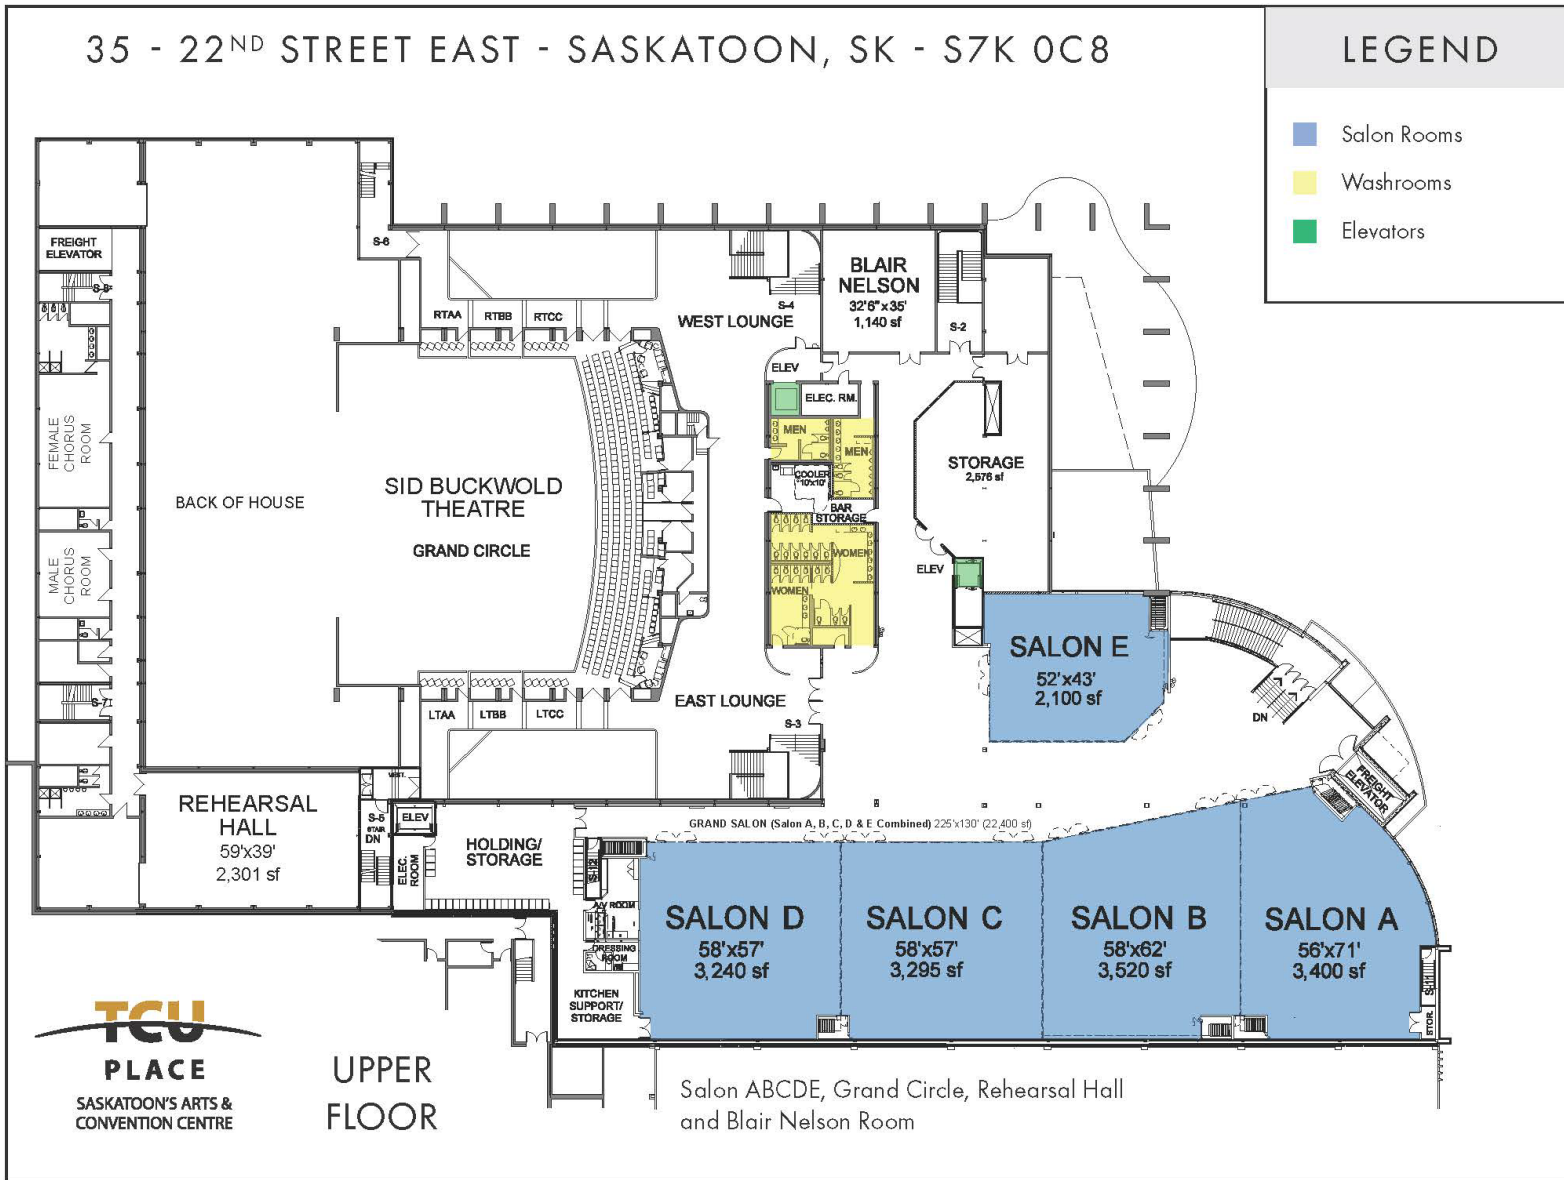 35 - 22ND STREET EAST - SASKATOON, SK - S7K 0C8
LEGEND
Salon Rooms
Washrooms
Elevators
FREIGHT
ELEVATOR
S-8
S-6
FEMALE
CHORUS
ROOM
MALE
CHORUS
ROOM
S-7
BACK OF HOUSE
RTAA
RTBB
RTCC
SID BUCKWOLD
THEATRE
GRAND CIRCLE
LTAA
LTBB
LTCC
WEST LOUNGE
S-4
BLAIR
NELSON
32'6"x35'
1,140 sf
S-2
ELEV
ELEC. RM.
MEN
MEN
COOLER
10'x10'
BAR
STORAGE
WOMEN
WOMEN
STORAGE
2,576 sf
ELEV
EAST LOUNGE
S-3
SALON E
52'x43'
2,100 sf
DN
FREIGHT
ELEVATOR
REHEARSAL
HALL
59'x39'
2,301 sf
VEST.
S-5
STAIR
DN
ELEV
ELEC.
ROOM
HOLDING/
STORAGE
GRAND SALON (Salon A, B, C, D & E Combined) 225'x130' (22,400 sf)
S-12
A/V ROOM
DRESSING
ROOM
KITCHEN
SUPPORT/
STORAGE
SALON D
58'x57'
3,240 sf
SALON C
58'x57'
3,295 sf
SALON B
58'x62'
3,520 sf
SALON A
56'x71'
3,400 sf
S-11
STOR.
TCU
PLACE
SASKATOON'S ARTS &
CONVENTION CENTRE
UPPER
FLOOR
Salon ABCDE, Grand Circle, Rehearsal Hall
and Blair Nelson Room